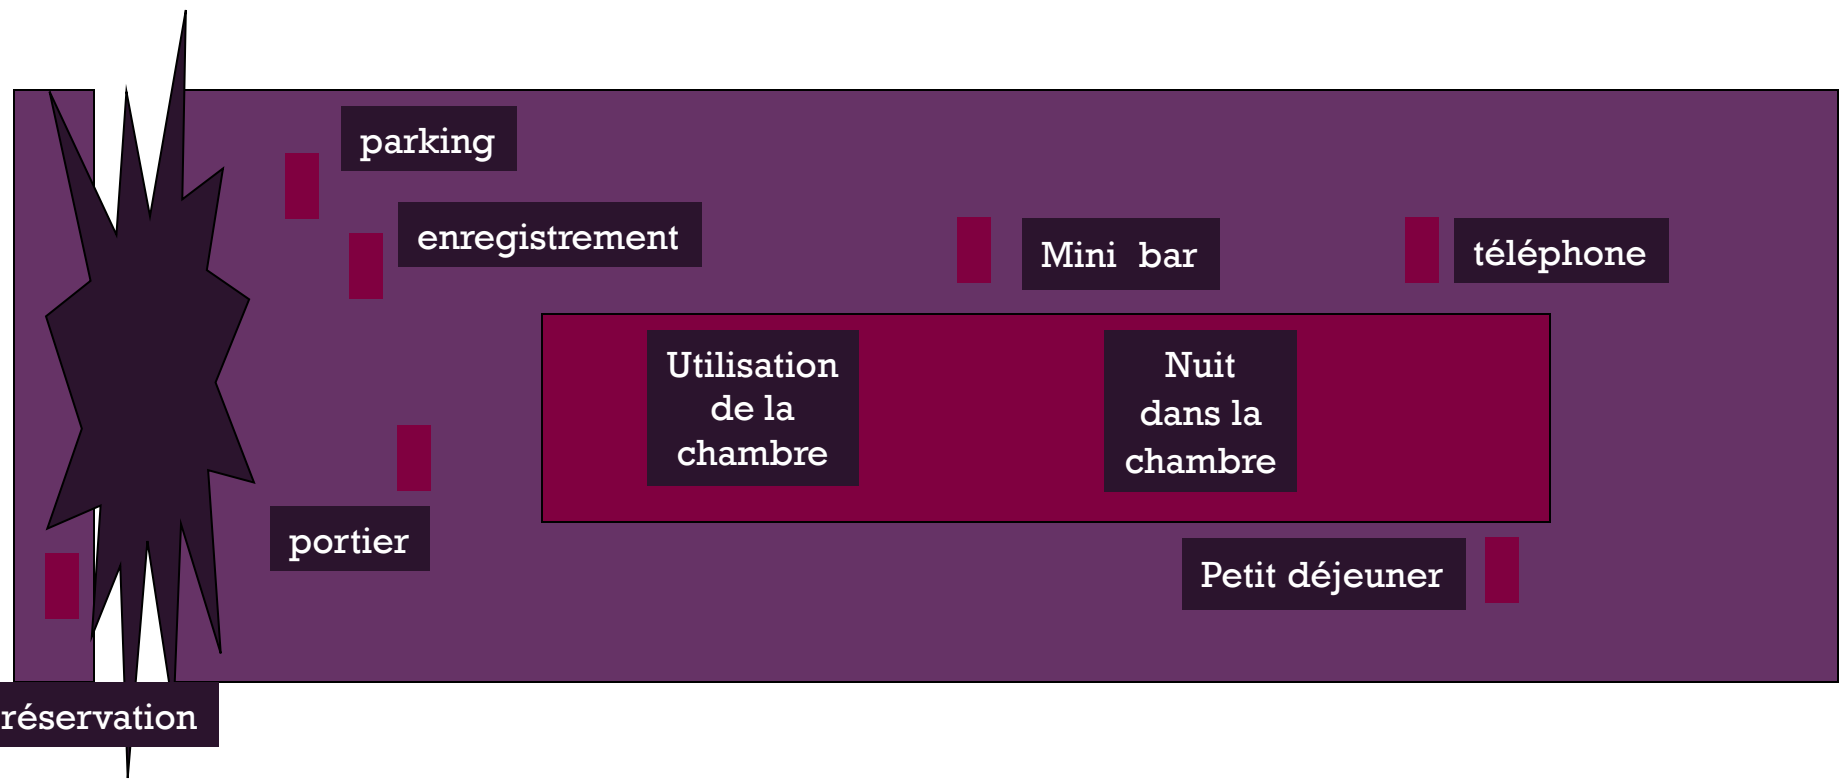 parking
enregistrement
Mini bar
téléphone
Utilisation
de la
chambre
Nuit
dans la
chambre
portier
Petit déjeuner
réservation